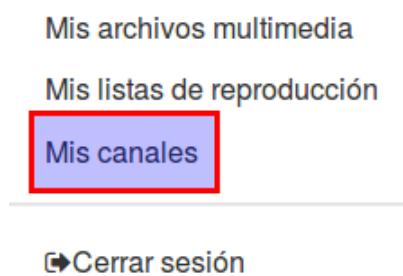 Mis archivos multimedia
Mis listas de reproducción
Mis canales
Cerrar sesión